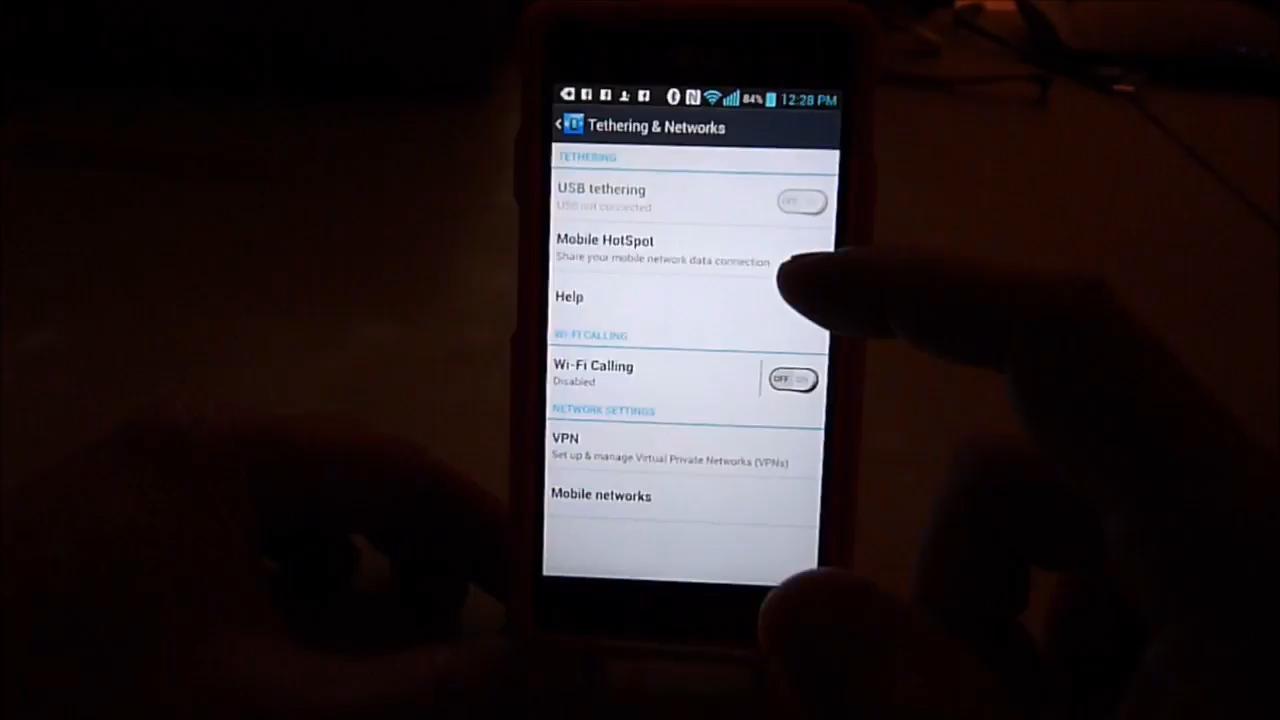 84% 12:28 PM
Tethering & Networks
TETHERING
USB tethering
USB not connected
OFF
Mobile HotSpot
Share your mobile network data connection
Help
WI-FI CALLING
Wi-Fi Calling
Disabled
OFF ON
NETWORK SETTINGS
VPN
Set up & manage Virtual Private Networks (VPNs)
Mobile networks